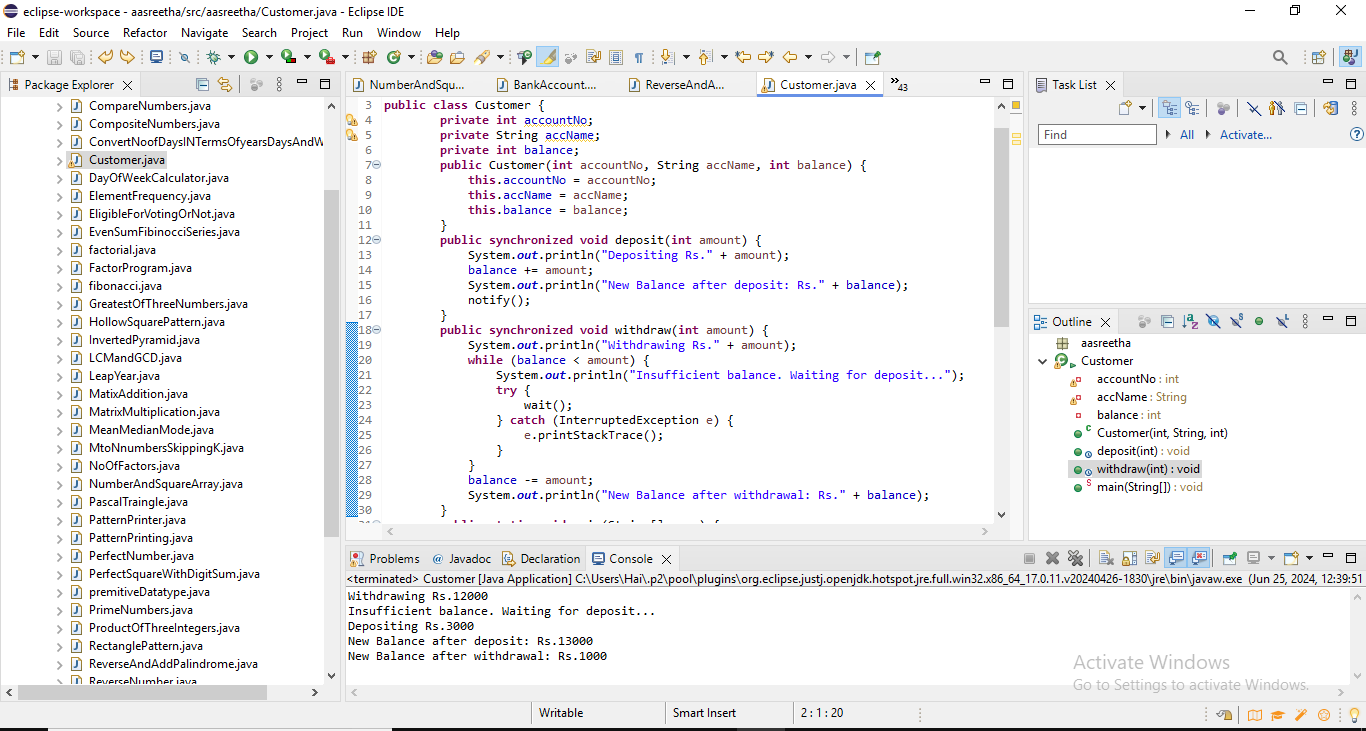 eclipse-workspace - aasreetha/src/aasreetha/Customer.java - Eclipse IDE
File Edit Source Refactor Navigate Search Project Run Window Help
Package Explorer
CompareNumbers.java
CompositeNumbers.java
ConvertNoofDaysINTermsOfyearsDaysAndW
Customer.java
DayOfWeekCalculator.java
ElementFrequency.java
EligibleForVotingOrNot.java
EvenSumFibinocciSeries.java
factorial.java
FactorProgram.java
fibonacci.java
GreatestOfThreeNumbers.java
HollowSquarePattern.java
InvertedPyramid.java
LCMandGCD.java
LeapYear.java
MatixAddition.java
MatrixMultiplication.java
MeanMedianMode.java
MtoNnumbersSkippingK.java
NoOfFactors.java
NumberAndSquareArray.java
PascalTraingle.java
PatternPrinter.java
PatternPrinting.java
PerfectNumber.java
PerfectSquareWithDigitSum.java
premitiveDatatype.java
PrimeNumbers.java
ProductOfThreeIntegers.java
RectanglePattern.java
ReverseAndAddPalindrome.java
ReverseNumber.java
NumberAndSqu... BankAccount.... ReverseAndA... Customer.java »43
3 public class Customer {
4 private int accountNo;
5 private String accName;
6 private int balance;
7 public Customer(int accountNo, String accName, int balance) {
8 this.accountNo = accountNo;
9 this.accName = accName;
10 this.balance = balance;
11 }
12 public synchronized void deposit(int amount) {
13 System.out.println("Depositing Rs." + amount);
14 balance += amount;
15 System.out.println("New Balance after deposit: Rs." + balance);
16 notify();
17 }
18 public synchronized void withdraw(int amount) {
19 System.out.println("Withdrawing Rs." + amount);
20 while (balance < amount) {
21 System.out.println("Insufficient balance. Waiting for deposit...");
22 try {
23 wait();
24 } catch (InterruptedException e) {
25 e.printStackTrace();
26 }
27 }
28 balance -= amount;
29 System.out.println("New Balance after withdrawal: Rs." + balance);
30 }
Task List
Find All Activate...
Outline
aasreetha
Customer
accountNo : int
accName : String
balance : int
Customer(int, String, int)
deposit(int) : void
withdraw(int) : void
main(String[]) : void
Problems @ Javadoc Declaration Console
<terminated> Customer [Java Application] C:\Users\Hai\.p2\pool\plugins\org.eclipse.justj.openjdk.hotspot.jre.full.win32.x86_64_17.0.11.v20240426-1830\jre\bin\javaw.exe (Jun 25, 2024, 12:39:51
Withdrawing Rs.12000
Insufficient balance. Waiting for deposit...
Depositing Rs.3000
New Balance after deposit: Rs.13000
New Balance after withdrawal: Rs.1000
Activate Windows
Go to Settings to activate Windows.
Writable Smart Insert 2 : 1 : 20